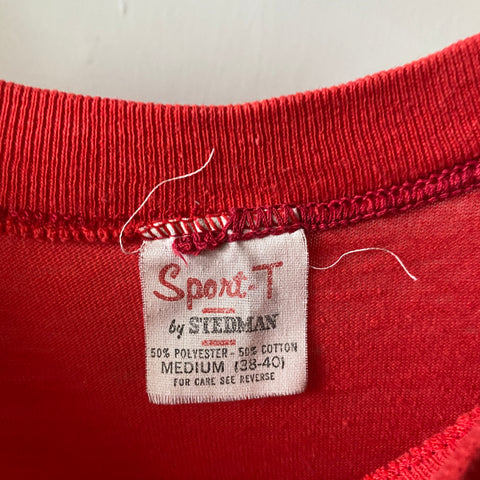 Sport-T
by STEDMAN
50% POLYESTER - 50% COTTON
MEDIUM (38-40)
FOR CARE SEE REVERSE